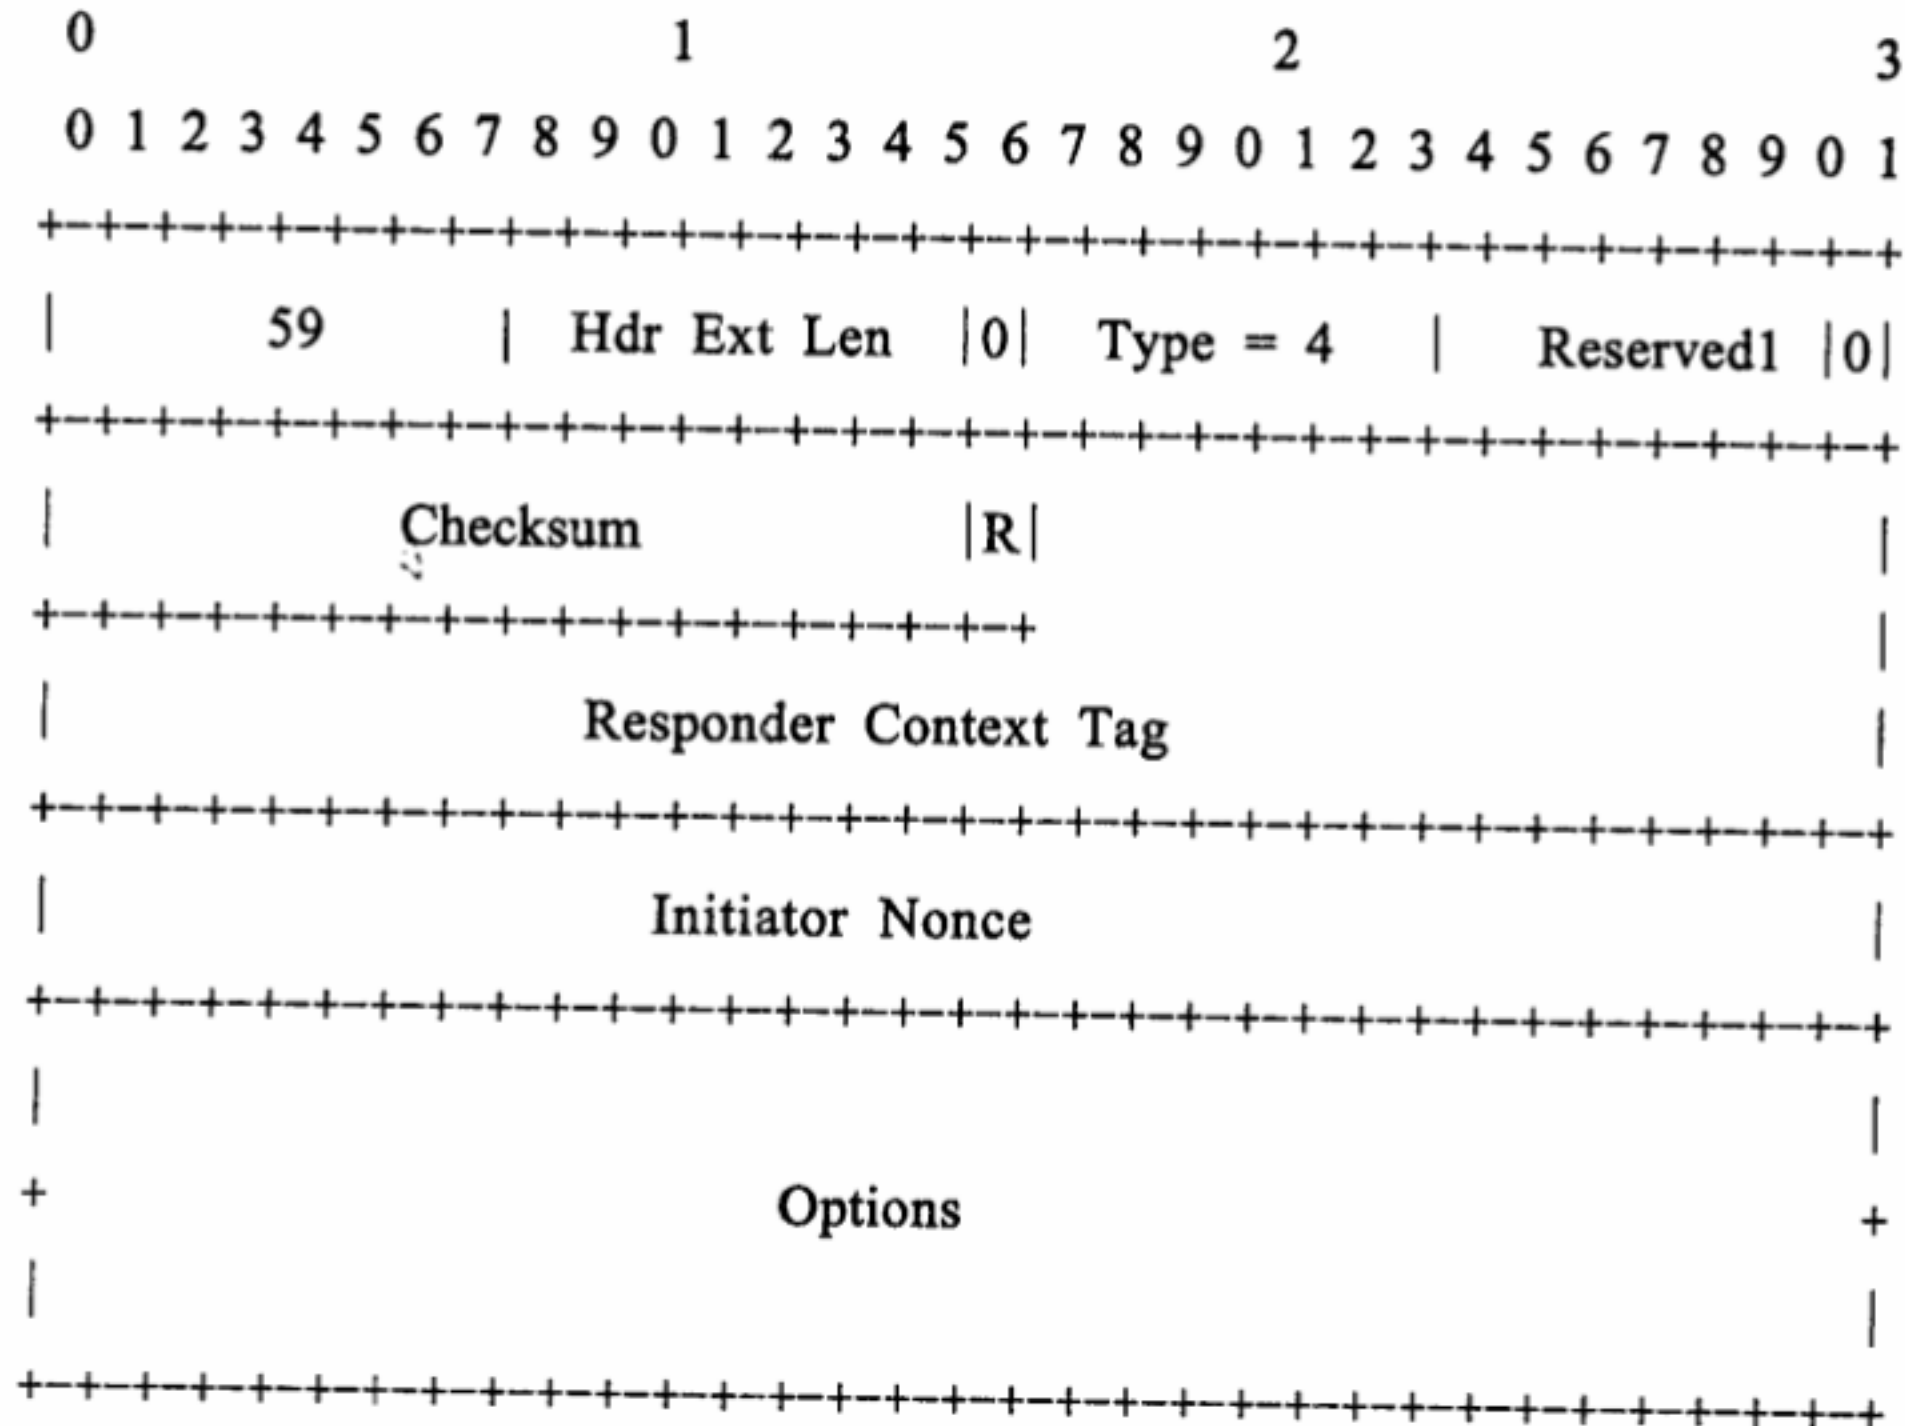 0 1 2 3
0 1 2 3 4 5 6 7 8 9 0 1 2 3 4 5 6 7 8 9 0 1 2 3 4 5 6 7 8 9 0 1
+-+-+-+-+-+-+-+-+-+-+-+-+-+-+-+-+-+-+-+-+-+-+-+-+-+-+-+-+-+-+-+-+
| 59 | Hdr Ext Len |0| Type = 4 | Reserved1 |0|
+-+-+-+-+-+-+-+-+-+-+-+-+-+-+-+-+-+-+-+-+-+-+-+-+-+-+-+-+-+-+-+-+
| Checksum |R| |
+-+-+-+-+-+-+-+-+-+-+-+-+-+-+-+-+-+ |
| Responder Context Tag |
+-+-+-+-+-+-+-+-+-+-+-+-+-+-+-+-+-+-+-+-+-+-+-+-+-+-+-+-+-+-+-+-+
| Initiator Nonce |
+-+-+-+-+-+-+-+-+-+-+-+-+-+-+-+-+-+-+-+-+-+-+-+-+-+-+-+-+-+-+-+-+
| |
+ Options +
| |
+-+-+-+-+-+-+-+-+-+-+-+-+-+-+-+-+-+-+-+-+-+-+-+-+-+-+-+-+-+-+-+-+